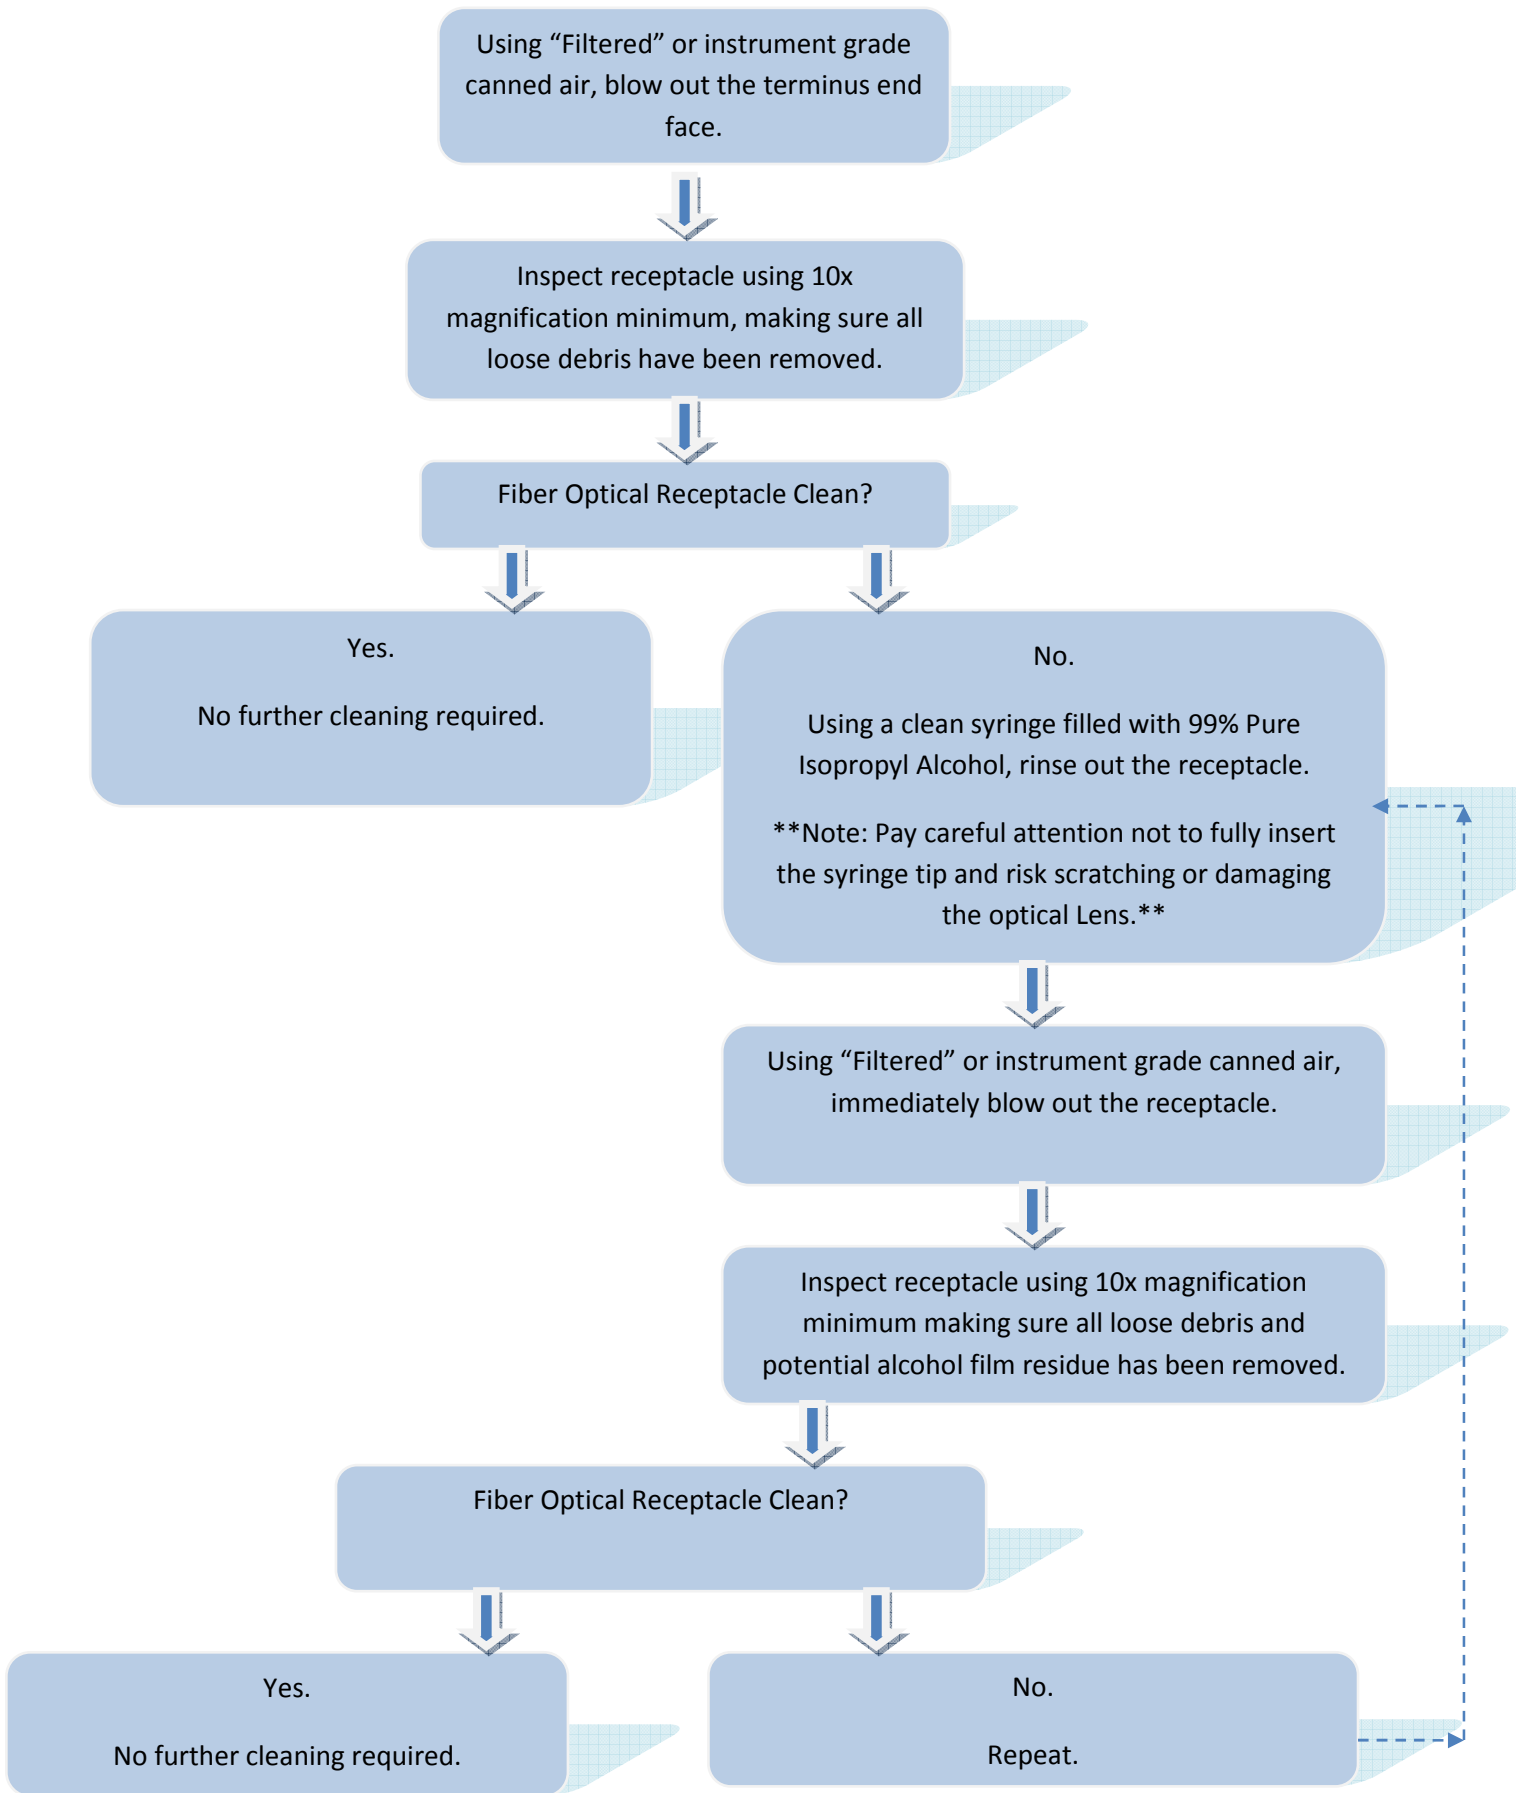 Using “Filtered” or instrument grade
canned air, blow out the terminus end
face.
Inspect receptacle using 10x
magnification minimum, making sure all
loose debris have been removed.
Fiber Optical Receptacle Clean?
Yes.
No further cleaning required.
No.
Using a clean syringe filled with 99% Pure
Isopropyl Alcohol, rinse out the receptacle.
**Note: Pay careful attention not to fully insert
the syringe tip and risk scratching or damaging
the optical Lens.**
Using “Filtered” or instrument grade canned air,
immediately blow out the receptacle.
Inspect receptacle using 10x magnification
minimum making sure all loose debris and
potential alcohol film residue has been removed.
Fiber Optical Receptacle Clean?
Yes.
No further cleaning required.
No.
Repeat.